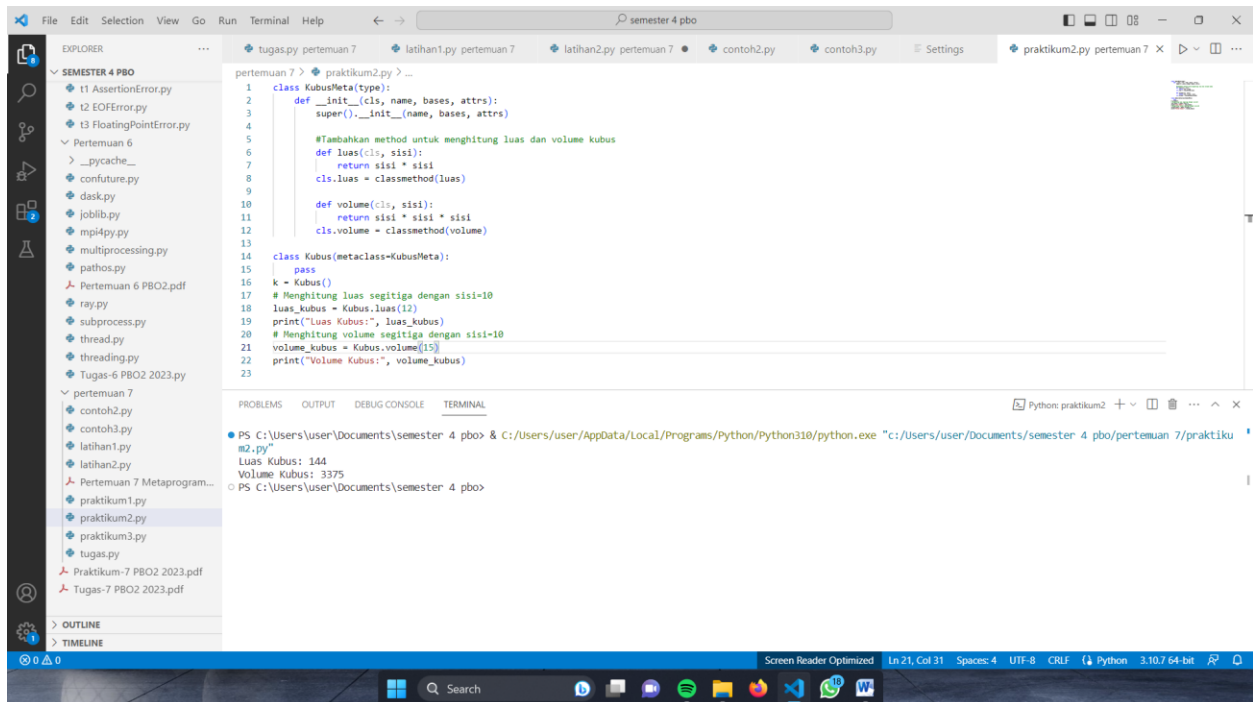 File Edit Selection View Go Run Terminal Help
semester 4 pbo
EXPLORER
SEMESTER 4 PBO
t1 AssertionError.py
t2 EOFError.py
t3 FloatingPointError.py
Pertemuan 6
__pycache__
confuture.py
dask.py
joblib.py
mpi4py.py
multiprocessing.py
pathos.py
Pertemuan 6 PBO2.pdf
ray.py
subprocess.py
thread.py
threading.py
Tugas-6 PBO2 2023.py
pertemuan 7
contoh2.py
contoh3.py
latihan1.py
latihan2.py
Pertemuan 7 Metaprogram...
praktikum1.py
praktikum2.py
praktikum3.py
tugas.py
Praktikum-7 PBO2 2023.pdf
Tugas-7 PBO2 2023.pdf
OUTLINE
TIMELINE
8
2
1
tugas.py pertemuan 7 latihan1.py pertemuan 7 latihan2.py pertemuan 7 contoh2.py contoh3.py Settings praktikum2.py pertemuan 7
pertemuan 7 > praktikum2.py > ...
1 class KubusMeta(type):
2 def __init__(cls, name, bases, attrs):
3 super().__init__(name, bases, attrs)
4
5 #Tambahkan method untuk menghitung luas dan volume kubus
6 def luas(cls, sisi):
7 return sisi * sisi
8 cls.luas = classmethod(luas)
9
10 def volume(cls, sisi):
11 return sisi * sisi * sisi
12 cls.volume = classmethod(volume)
13
14 class Kubus(metaclass=KubusMeta):
15 pass
16 k = Kubus()
17 # Menghitung luas segitiga dengan sisi=10
18 luas_kubus = Kubus.luas(12)
19 print("Luas Kubus:", luas_kubus)
20 # Menghitung volume segitiga dengan sisi=10
21 volume_kubus = Kubus.volume(15)
22 print("Volume Kubus:", volume_kubus)
23
PROBLEMS OUTPUT DEBUG CONSOLE TERMINAL
Python: praktikum2
PS C:\Users\user\Documents\semester 4 pbo> & C:/Users/user/AppData/Local/Programs/Python/Python310/python.exe "c:/Users/user/Documents/semester 4 pbo/pertemuan 7/praktiku
m2.py"
Luas Kubus: 144
Volume Kubus: 3375
PS C:\Users\user\Documents\semester 4 pbo>
0 0 Screen Reader Optimized Ln 21, Col 31 Spaces: 4 UTF-8 CRLF Python 3.10.7 64-bit
Search
18